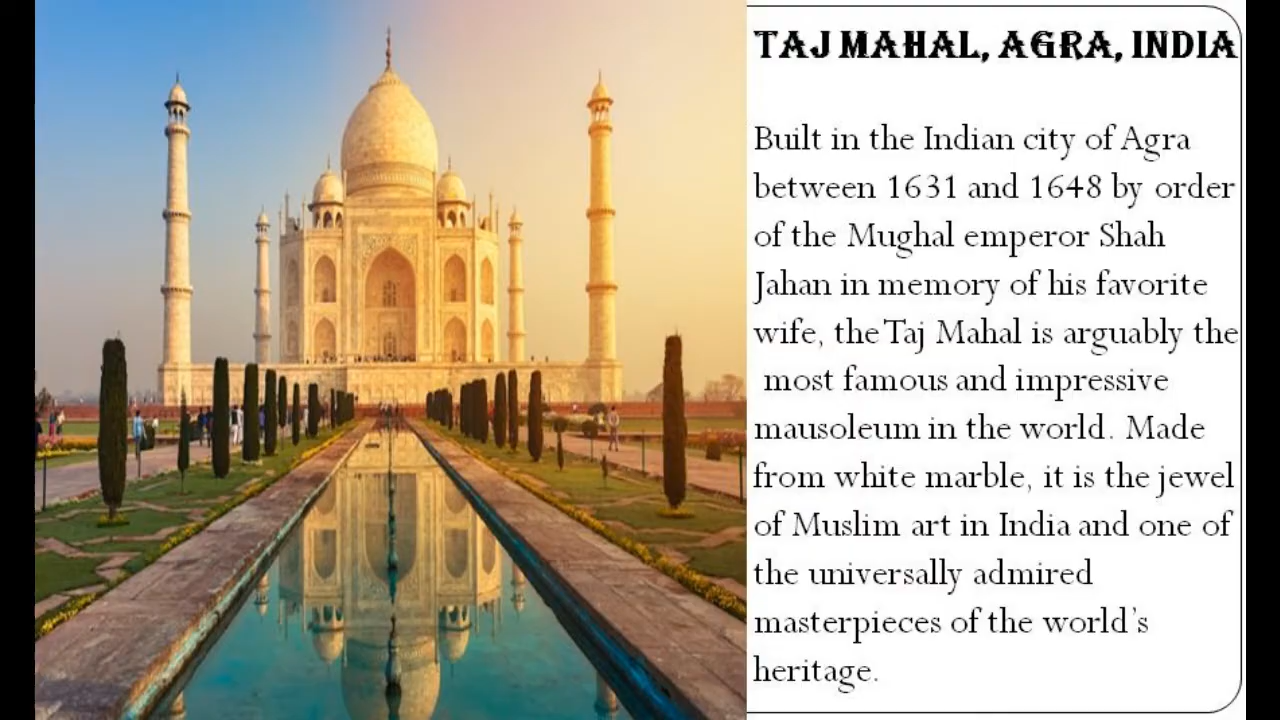 TAJ MAHAL, AGRA, INDIA
Built in the Indian city of Agra
between 1631 and 1648 by order
of the Mughal emperor Shah
Jahan in memory of his favorite
wife, the Taj Mahal is arguably the
most famous and impressive
mausoleum in the world. Made
from white marble, it is the jewel
of Muslim art in India and one of
the universally admired
masterpieces of the world's
heritage.